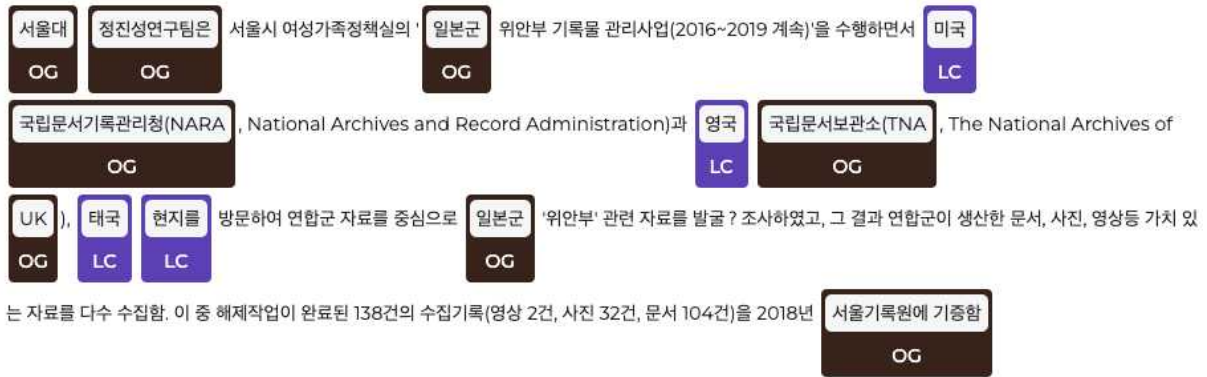 서울대 정진성연구팀은 서울시 여성가족정책실의 '일본군 위안부 기록물 관리사업(2016~2019 계속)'을 수행하면서 미국
OG OG OG LC
국립문서기록관리청(NARA , National Archives and Record Administration)과 영국 국립문서보관소(TNA , The National Archives of
OG LC OG
UK ), 태국 현지를 방문하여 연합군 자료를 중심으로 일본군 '위안부' 관련 자료를 발굴 ? 조사하였고, 그 결과 연합군이 생산한 문서, 사진, 영상등 가치 있
OG LC LC OG
는 자료를 다수 수집함. 이 중 해제작업이 완료된 138건의 수집기록(영상 2건, 사진 32건, 문서 104건)을 2018년 서울기록원에 기증함
OG